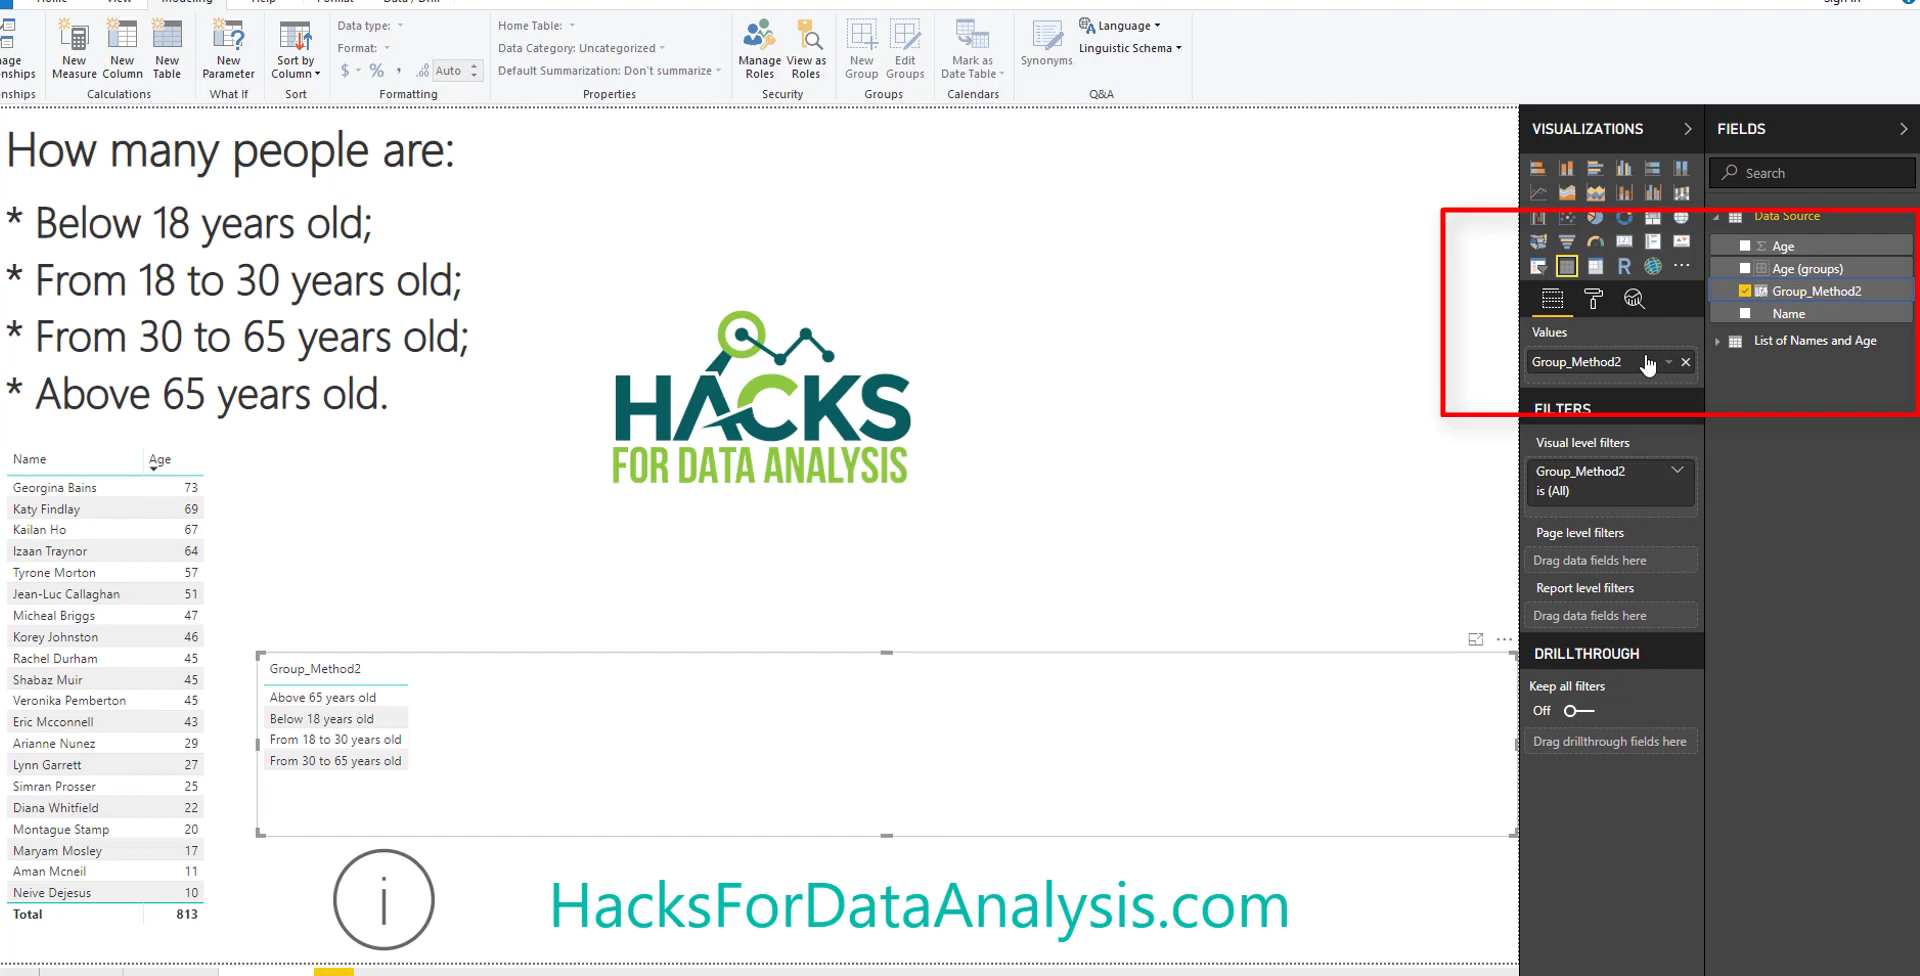 Home View Modeling Help Format Data / Drill
Sign in
New
Measure
New
Column
New
Table
Calculations
New
Parameter
What If
Sort by
Column
Sort
Data type:
Format:
$ % , Auto
Formatting
Home Table:
Data Category: Uncategorized
Default Summarization: Don't summarize
Properties
Manage
Roles
View as
Roles
Security
New
Group
Edit
Groups
Groups
Mark as
Date Table
Calendars
Synonyms
Language
Linguistic Schema
Q&A
How many people are:
* Below 18 years old;
* From 18 to 30 years old;
* From 30 to 65 years old;
* Above 65 years old.
HACKS
FOR DATA ANALYSIS
Name Age
Georgina Bains 73
Katy Findlay 69
Kailan Ho 67
Izaan Traynor 64
Tyrone Morton 57
Jean-Luc Callaghan 51
Micheal Briggs 47
Korey Johnston 46
Rachel Durham 45
Shabaz Muir 45
Veronika Pemberton 45
Eric Mcconnell 43
Arianne Nunez 29
Lynn Garrett 27
Simran Prosser 25
Diana Whitfield 22
Montague Stamp 20
Maryam Mosley 17
Aman Mcneil 11
Neive Dejesus 10
Total 813
Group_Method2
Above 65 years old
Below 18 years old
From 18 to 30 years old
From 30 to 65 years old
i
HacksForDataAnalysis.com
VISUALIZATIONS
R
Values
Group_Method2
FILTERS
Visual level filters
Group_Method2
is (All)
Page level filters
Drag data fields here
Report level filters
Drag data fields here
DRILLTHROUGH
Keep all filters
Off
Drag drillthrough fields here
FIELDS
Search
Data Source
Age
Age (groups)
Group_Method2
Name
List of Names and Age